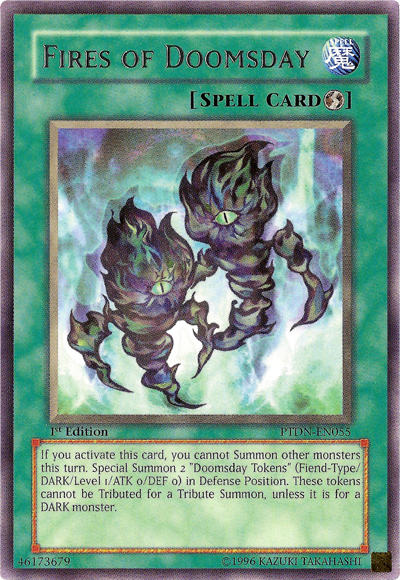 FIRES OF DOOMSDAY
SPELL
魔
[SPELL CARD]
1st Edition
PTDN-EN055
If you activate this card, you cannot Summon other monsters
this turn. Special Summon 2 "Doomsday Tokens" (Fiend-Type/
DARK/Level 1/ATK 0/DEF 0) in Defense Position. These tokens
cannot be Tributed for a Tribute Summon, unless it is for a
DARK monster.
46173679
©1996 KAZUKI TAKAHASHI